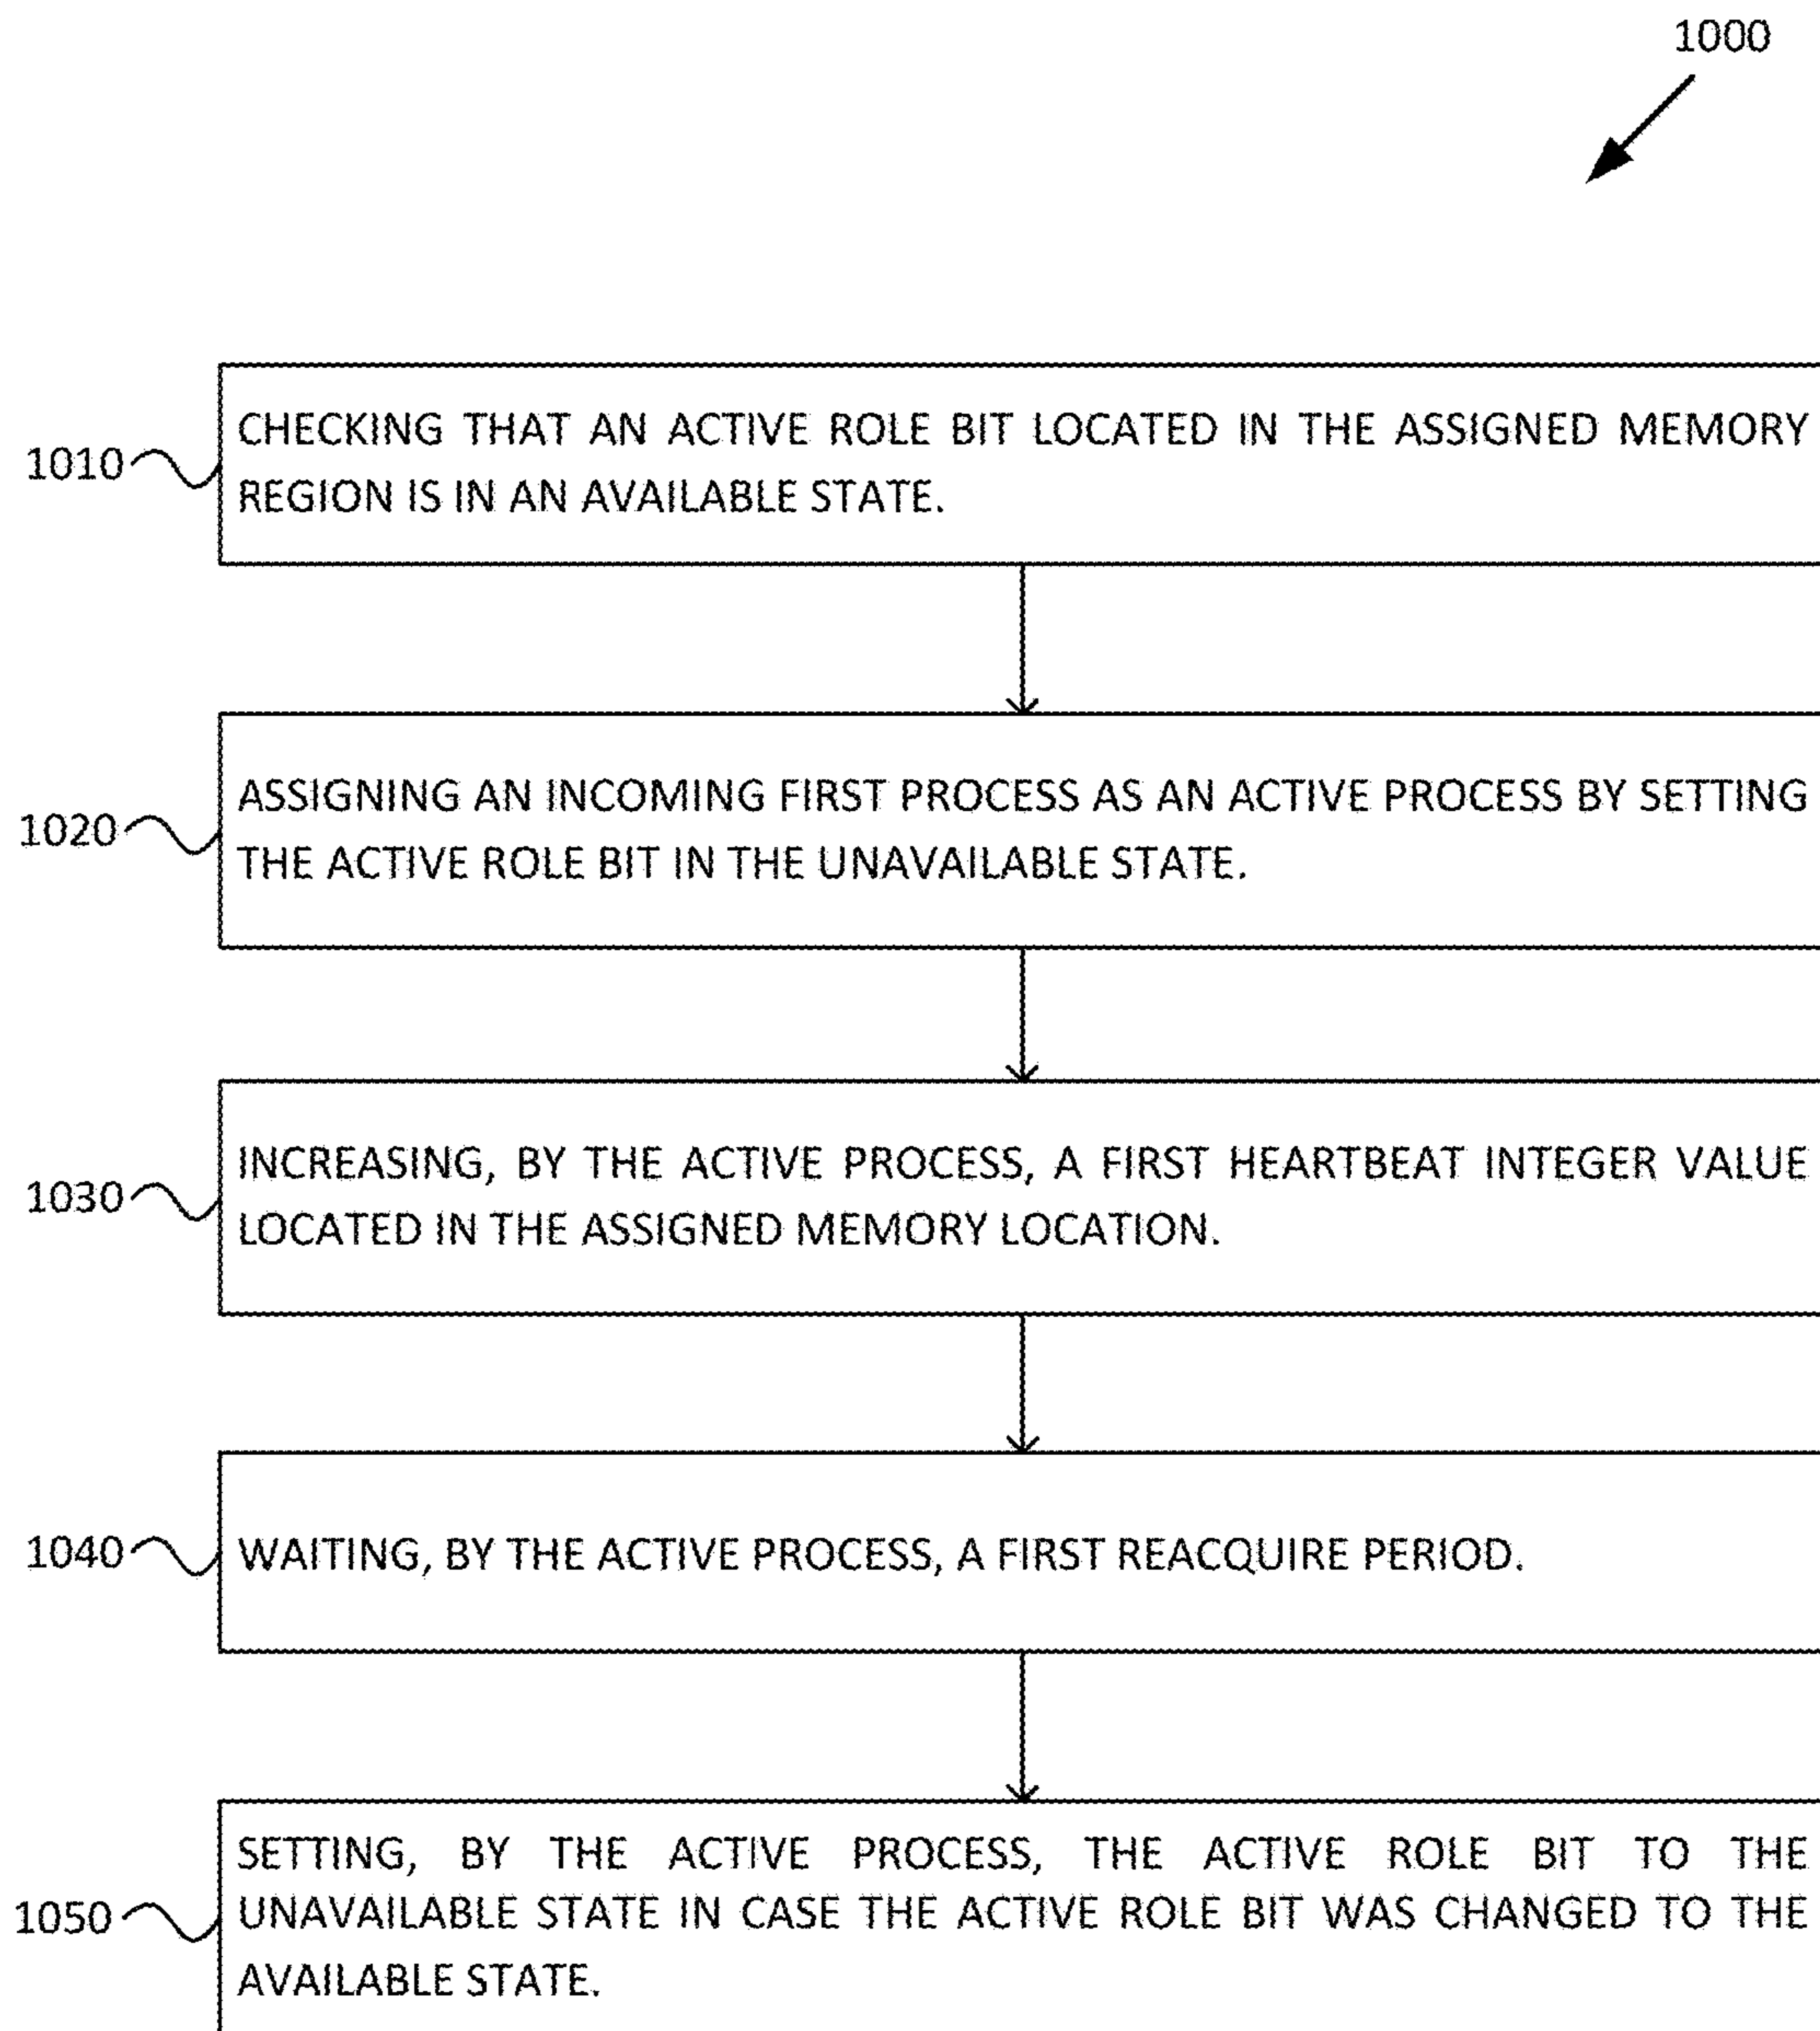 1000
1010
CHECKING THAT AN ACTIVE ROLE BIT LOCATED IN THE ASSIGNED MEMORY
REGION IS IN AN AVAILABLE STATE.
1020
ASSIGNING AN INCOMING FIRST PROCESS AS AN ACTIVE PROCESS BY SETTING
THE ACTIVE ROLE BIT IN THE UNAVAILABLE STATE.
1030
INCREASING, BY THE ACTIVE PROCESS, A FIRST HEARTBEAT INTEGER VALUE
LOCATED IN THE ASSIGNED MEMORY LOCATION.
1040
WAITING, BY THE ACTIVE PROCESS, A FIRST REACQUIRE PERIOD.
1050
SETTING, BY THE ACTIVE PROCESS, THE ACTIVE ROLE BIT TO THE
UNAVAILABLE STATE IN CASE THE ACTIVE ROLE BIT WAS CHANGED TO THE
AVAILABLE STATE.